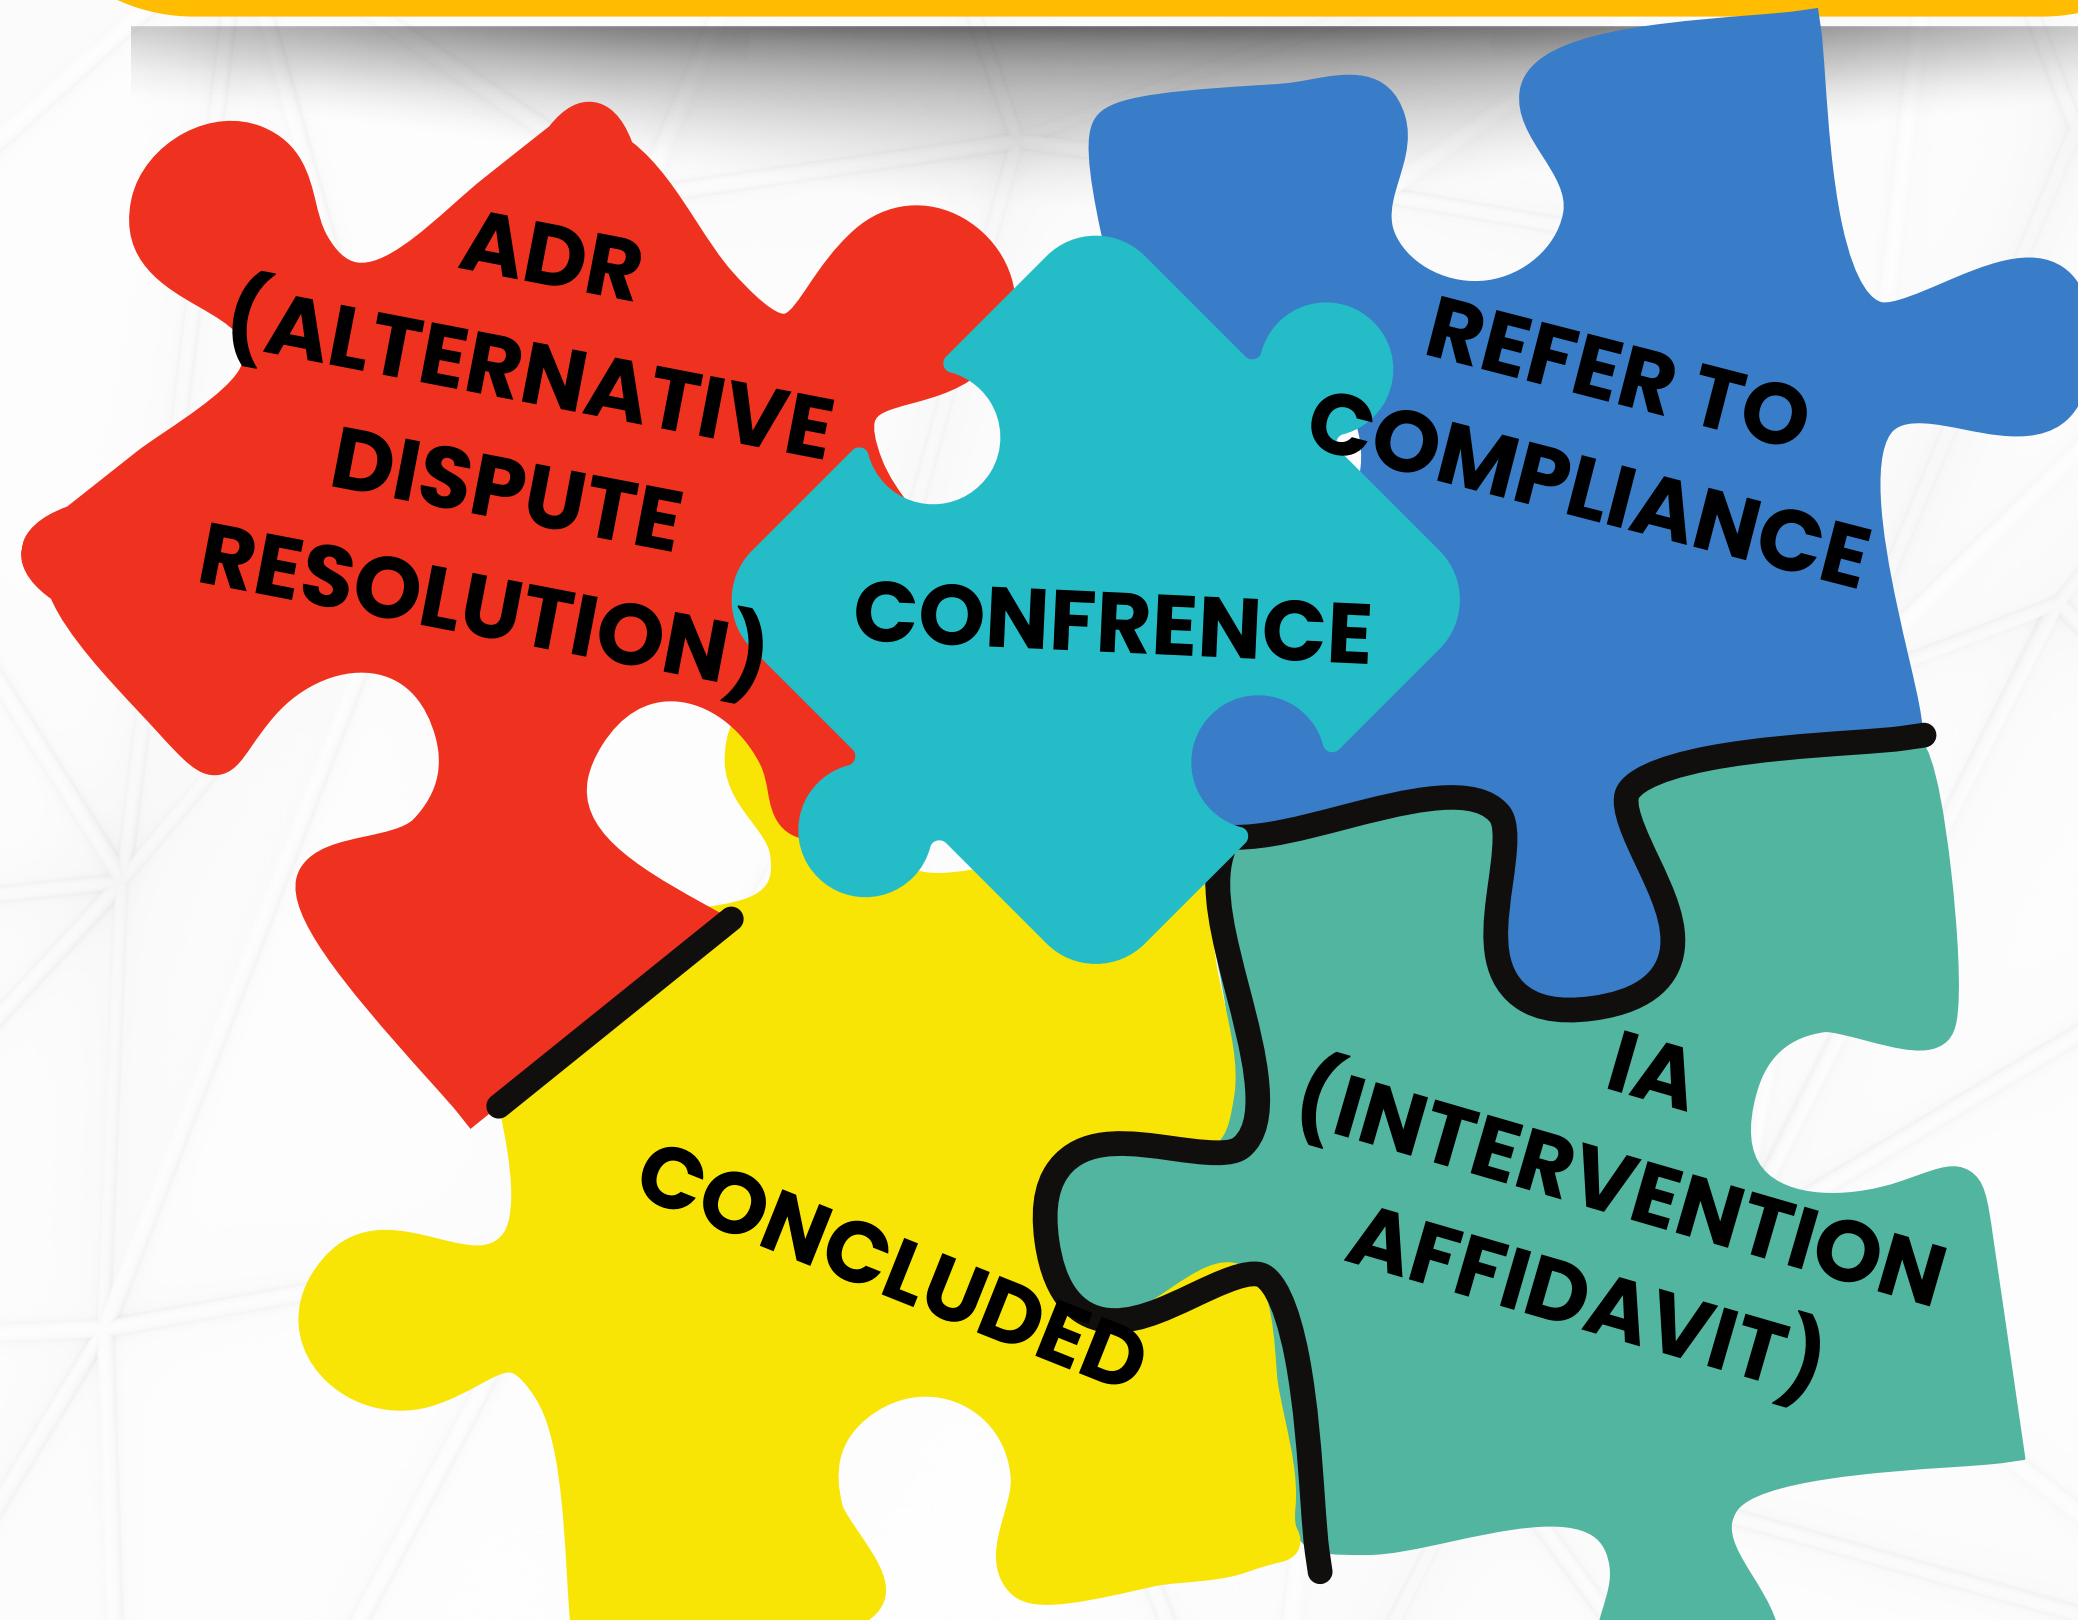 ADR
(ALTERNATIVE
DISPUTE
RESOLUTION)
REFER TO
COMPLIANCE
CONFRENCE
CONCLUDED
IA
(INTERVENTION
AFFIDAVIT)